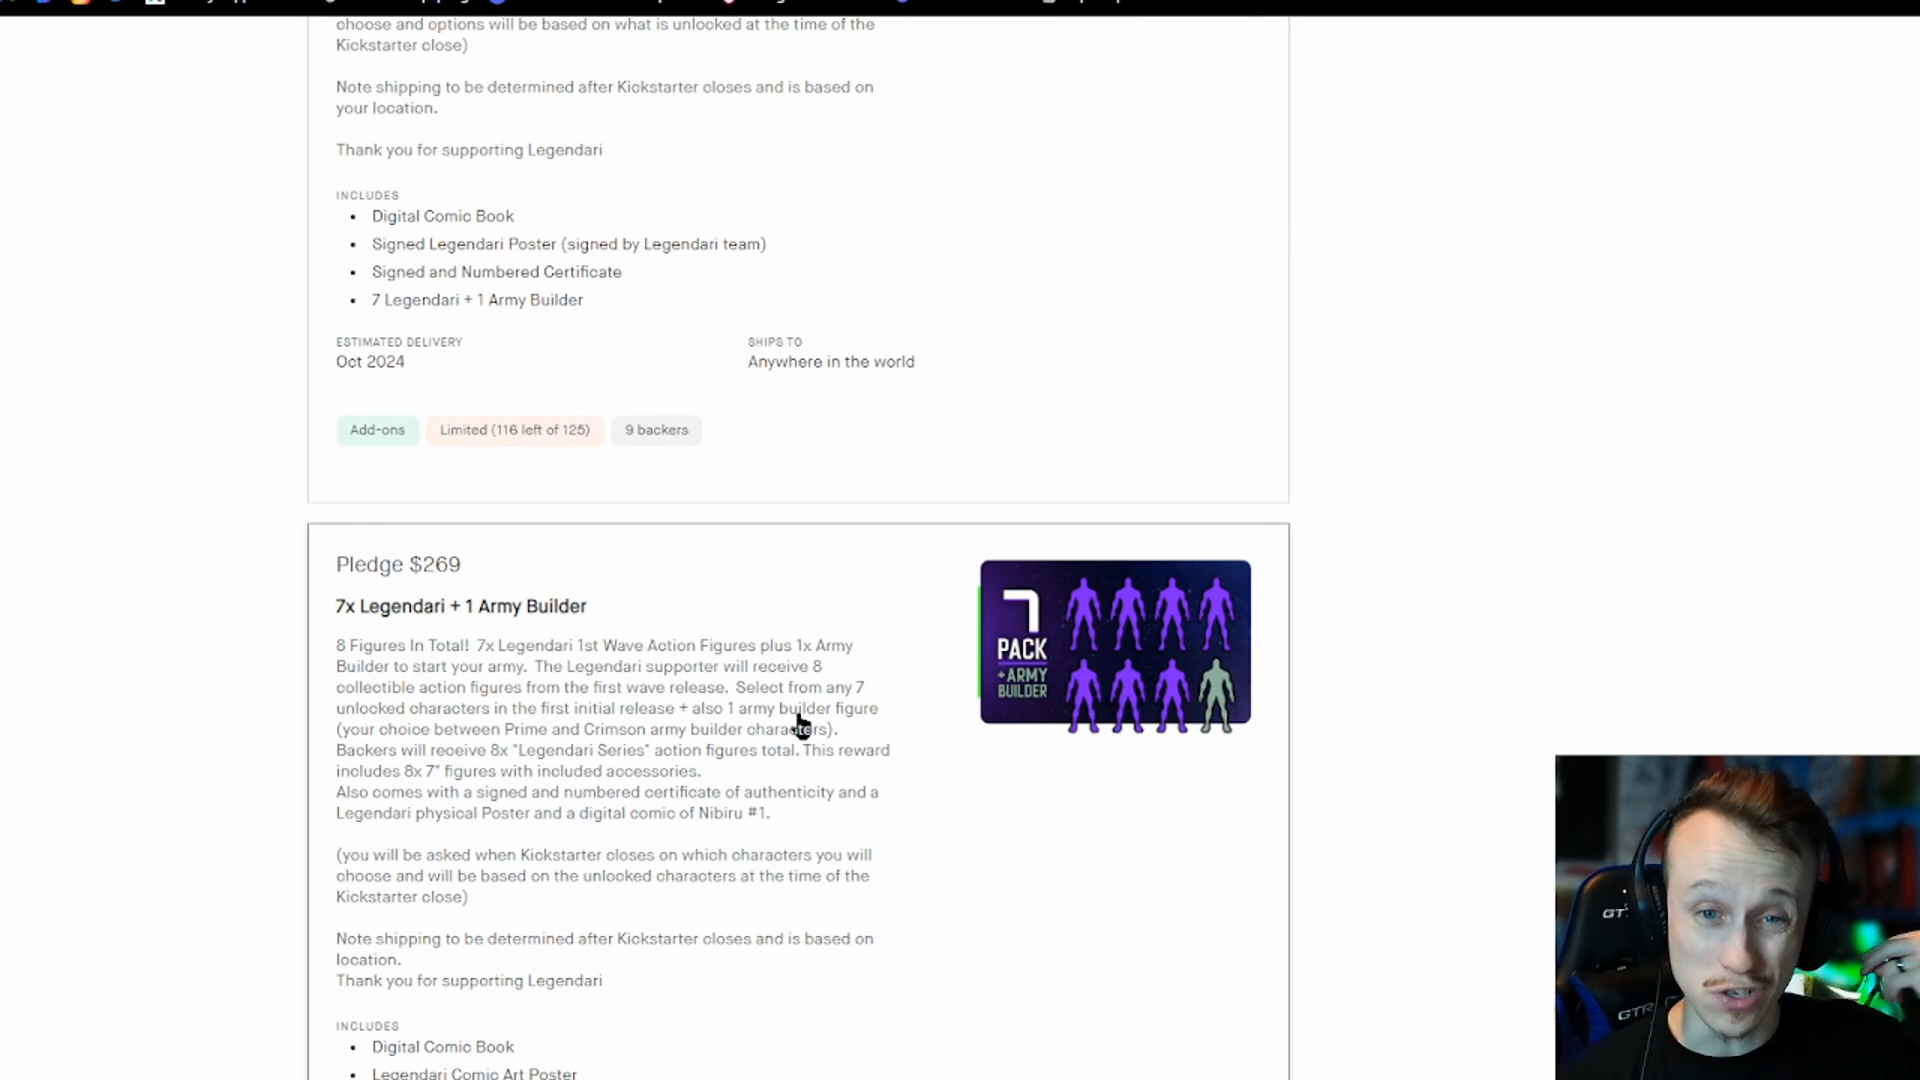 choose and options will be based on what is unlocked at the time of the
Kickstarter close)
Note shipping to be determined after Kickstarter closes and is based on
your location.
Thank you for supporting Legendari
INCLUDES
• Digital Comic Book
• Signed Legendari Poster (signed by Legendari team)
• Signed and Numbered Certificate
• 7 Legendari + 1 Army Builder
ESTIMATED DELIVERY
Oct 2024
SHIPS TO
Anywhere in the world
Add-ons
Limited (116 left of 125)
9 backers
Pledge $269
7x Legendari + 1 Army Builder
8 Figures In Total! 7x Legendari 1st Wave Action Figures plus 1x Army
Builder to start your army. The Legendari supporter will receive 8
collectible action figures from the first wave release. Select from any 7
unlocked characters in the first initial release + also 1 army builder figure
(your choice between Prime and Crimson army builder characters).
Backers will receive 8x "Legendari Series" action figures total. This reward
includes 8x 7" figures with included accessories.
Also comes with a signed and numbered certificate of authenticity and a
Legendari physical Poster and a digital comic of Nibiru #1.
(you will be asked when Kickstarter closes on which characters you will
choose and will be based on the unlocked characters at the time of the
Kickstarter close)
Note shipping to be determined after Kickstarter closes and is based on
location.
Thank you for supporting Legendari
INCLUDES
• Digital Comic Book
• Legendari Comic Art Poster
7
PACK
+ARMY
BUILDER
GT
GTR